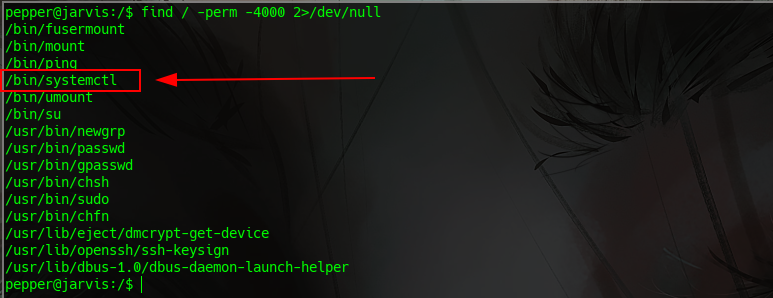 pepper@jarvis:/$ find / -perm -4000 2>/dev/null
/bin/fusermount
/bin/mount
/bin/ping
/bin/systemctl
/bin/umount
/bin/su
/usr/bin/newgrp
/usr/bin/passwd
/usr/bin/gpasswd
/usr/bin/chsh
/usr/bin/sudo
/usr/bin/chfn
/usr/lib/eject/dmcrypt-get-device
/usr/lib/openssh/ssh-keysign
/usr/lib/dbus-1.0/dbus-daemon-launch-helper
pepper@jarvis:/$